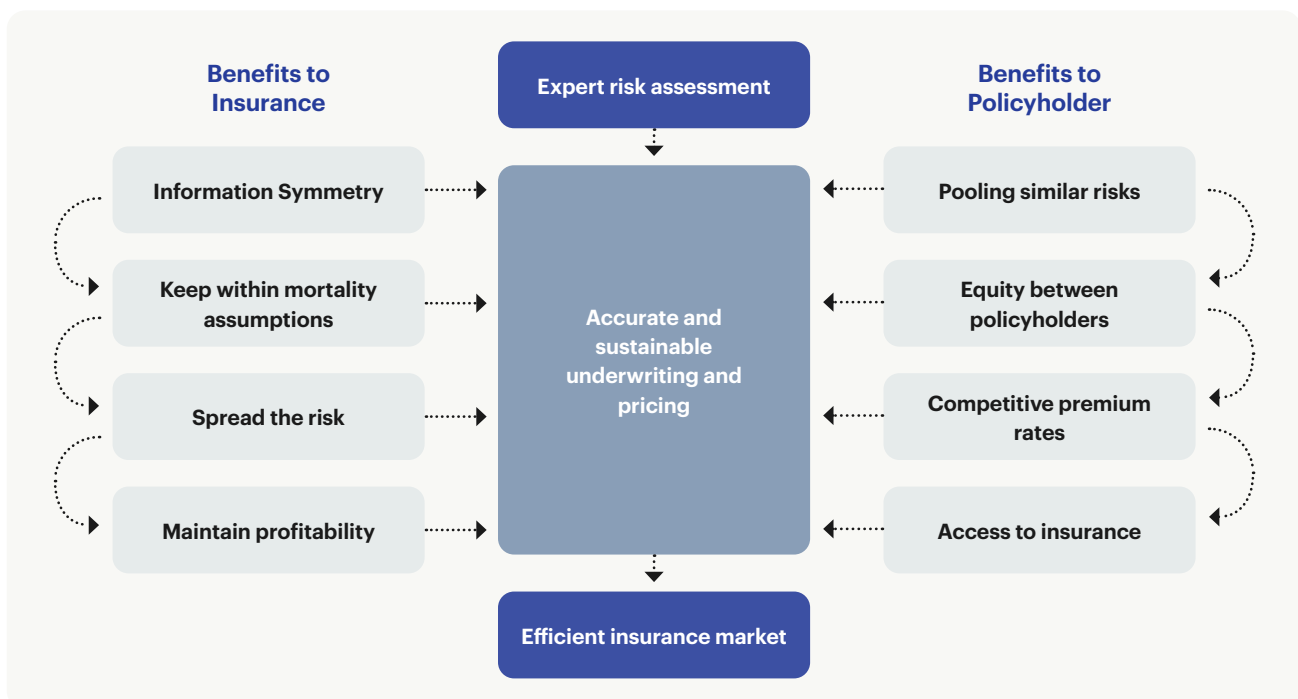 Benefits to
Insurance
Information Symmetry
Keep within mortality
assumptions
Spread the risk
Maintain profitability
Expert risk assessment
Accurate and
sustainable
underwriting and
pricing
Efficient insurance market
Benefits to
Policyholder
Pooling similar risks
Equity between
policyholders
Competitive premium
rates
Access to insurance